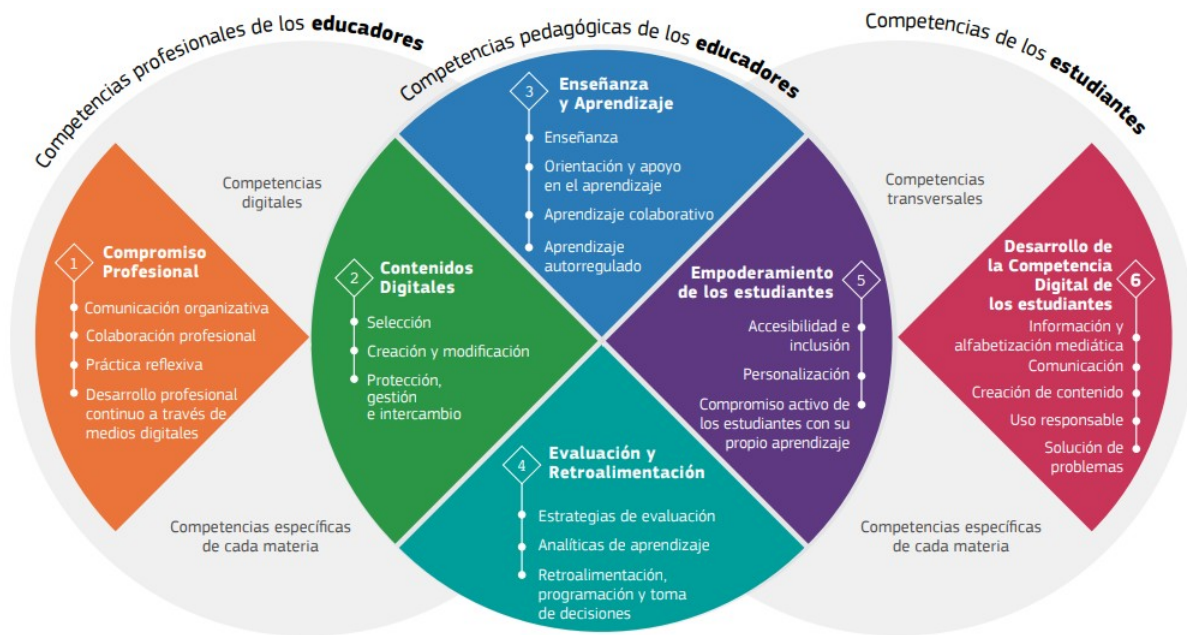 Competencias profesionales de los educadores
Competencias pedagógicas de los educadores
Competencias de los estudiantes
Competencias
digitales
Competencias
transversales
1
Compromiso
Profesional
Comunicación organizativa
Colaboración profesional
Práctica reflexiva
Desarrollo profesional
continuo a través de
medios digitales
2
Contenidos
Digitales
Selección
Creación y modificación
Protección,
gestión
e intercambio
3
Enseñanza
y Aprendizaje
Enseñanza
Orientación y apoyo
en el aprendizaje
Aprendizaje colaborativo
Aprendizaje
autorregulado
4
Evaluación y
Retroalimentación
Estrategias de evaluación
Analíticas de aprendizaje
Retroalimentación,
programación y toma
de decisiones
5
Empoderamiento
de los estudiantes
Accesibilidad e
inclusión
Personalización
Compromiso activo de
los estudiantes con su
propio aprendizaje
6
Desarrollo de
la Competencia
Digital de
los estudiantes
Información y
alfabetización mediática
Comunicación
Creación de contenido
Uso responsable
Solución de
problemas
Competencias específicas
de cada materia
Competencias específicas
de cada materia